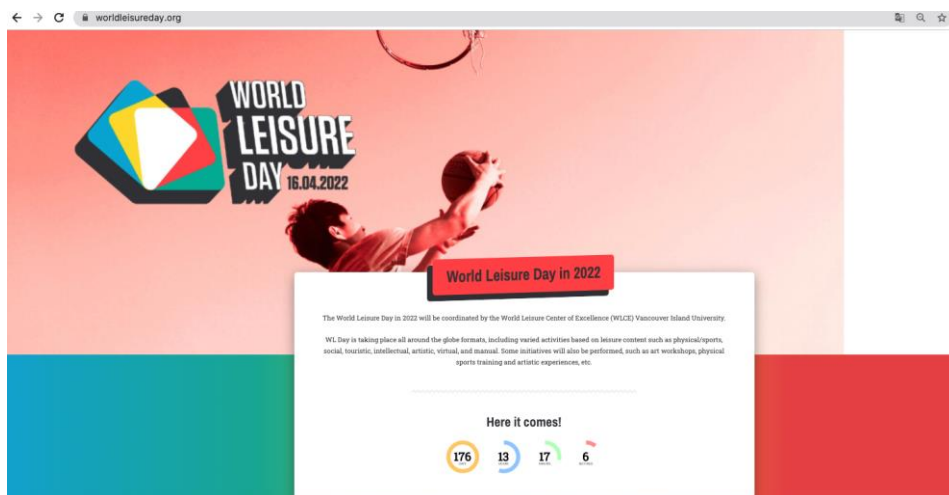 worldleisureday.org
WORLD
LEISURE
DAY 16.04.2022
World Leisure Day in 2022
The World Leisure Day in 2022 will be coordinated by the World Leisure Center of Excellence (WLCE) Vancouver Island University.
WL Day is taking place all around the globe formats, including varied activities based on leisure content such as physical/sports,
social, touristic, intellectual, artistic, virtual, and manual. Some initiatives will also be performed, such as art workshops, physical
sports training and artistic experiences, etc.
Here it comes!
176 13 17 6